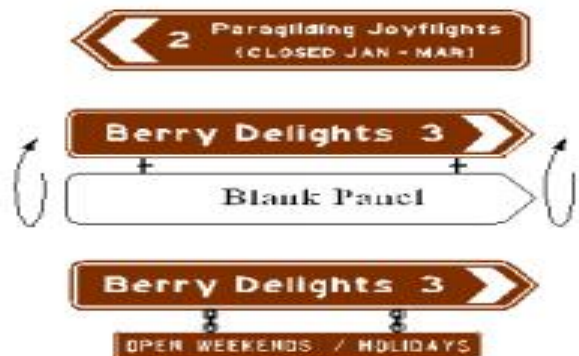 2 Paragliding Joyflights
(CLOSED JAN - MAR)
Berry Delights 3
Blank Panel
Berry Delights 3
OPEN WEEKENDS / HOLIDAYS